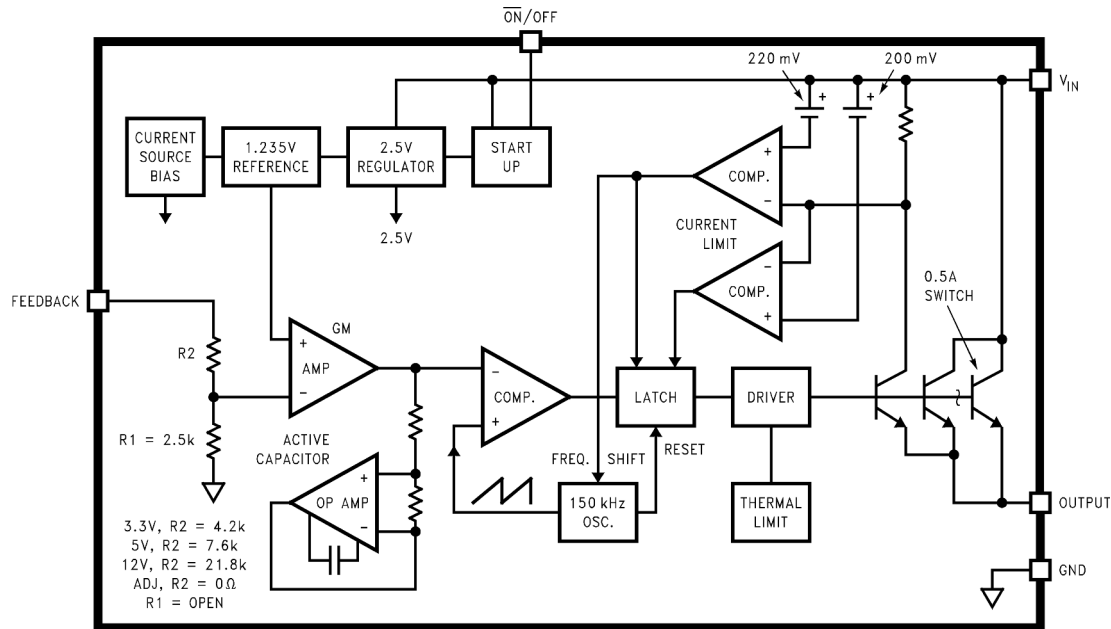 ON/OFF
220 mV
200 mV
VIN
CURRENT
SOURCE
BIAS
1.235V
REFERENCE
2.5V
REGULATOR
START
UP
2.5V
+
+
+
COMP.
−
CURRENT
LIMIT
−
COMP.
+
0.5A
SWITCH
FEEDBACK
R2
R1 = 2.5k
GM
+
AMP
−
−
COMP.
+
LATCH
DRIVER
ACTIVE
CAPACITOR
+
OP AMP
−
FREQ. SHIFT
RESET
150 kHz
OSC.
THERMAL
LIMIT
OUTPUT
GND
3.3V, R2 = 4.2k
5V, R2 = 7.6k
12V, R2 = 21.8k
ADJ, R2 = 0Ω
R1 = OPEN